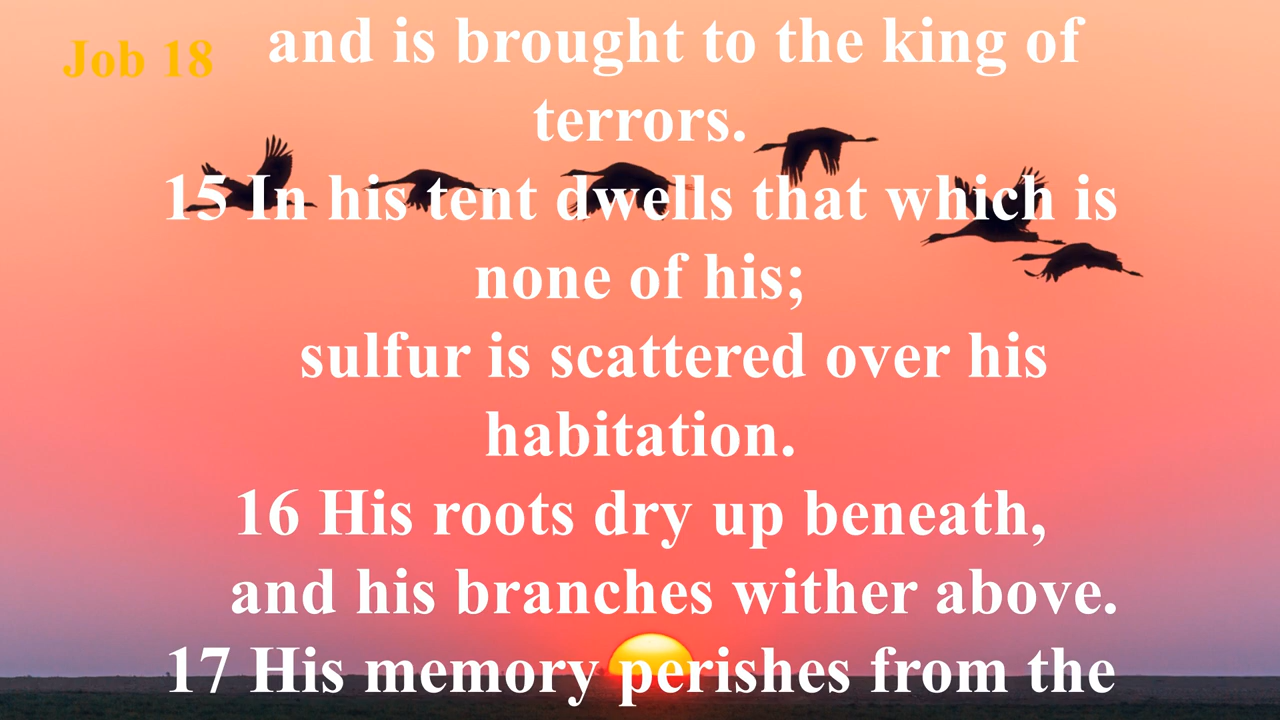 Job 18
and is brought to the king of
terrors.
15 In his tent dwells that which is
none of his;
sulfur is scattered over his
habitation.
16 His roots dry up beneath,
and his branches wither above.
17 His memory perishes from the